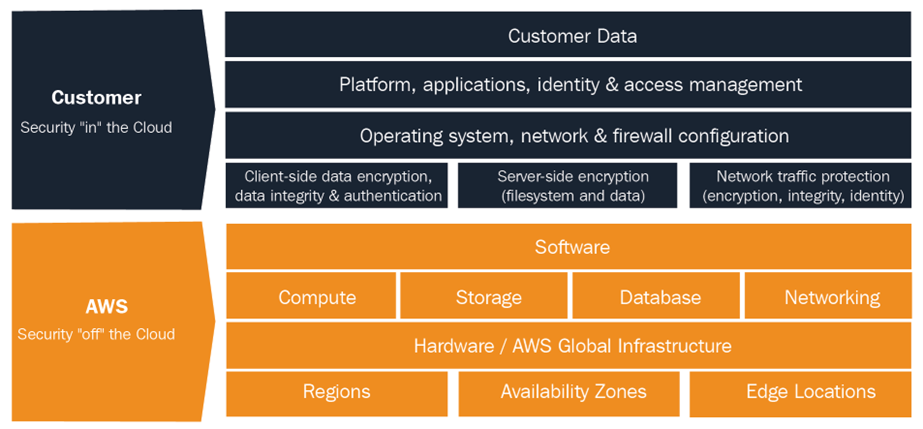 Customer
Security "in" the Cloud
Customer Data
Platform, applications, identity & access management
Operating system, network & firewall configuration
Client-side data encryption,
data integrity & authentication
Server-side encryption
(filesystem and data)
Network traffic protection
(encryption, integrity, identity)
AWS
Security "off" the Cloud
Software
Compute
Storage
Database
Networking
Hardware / AWS Global Infrastructure
Regions
Availability Zones
Edge Locations